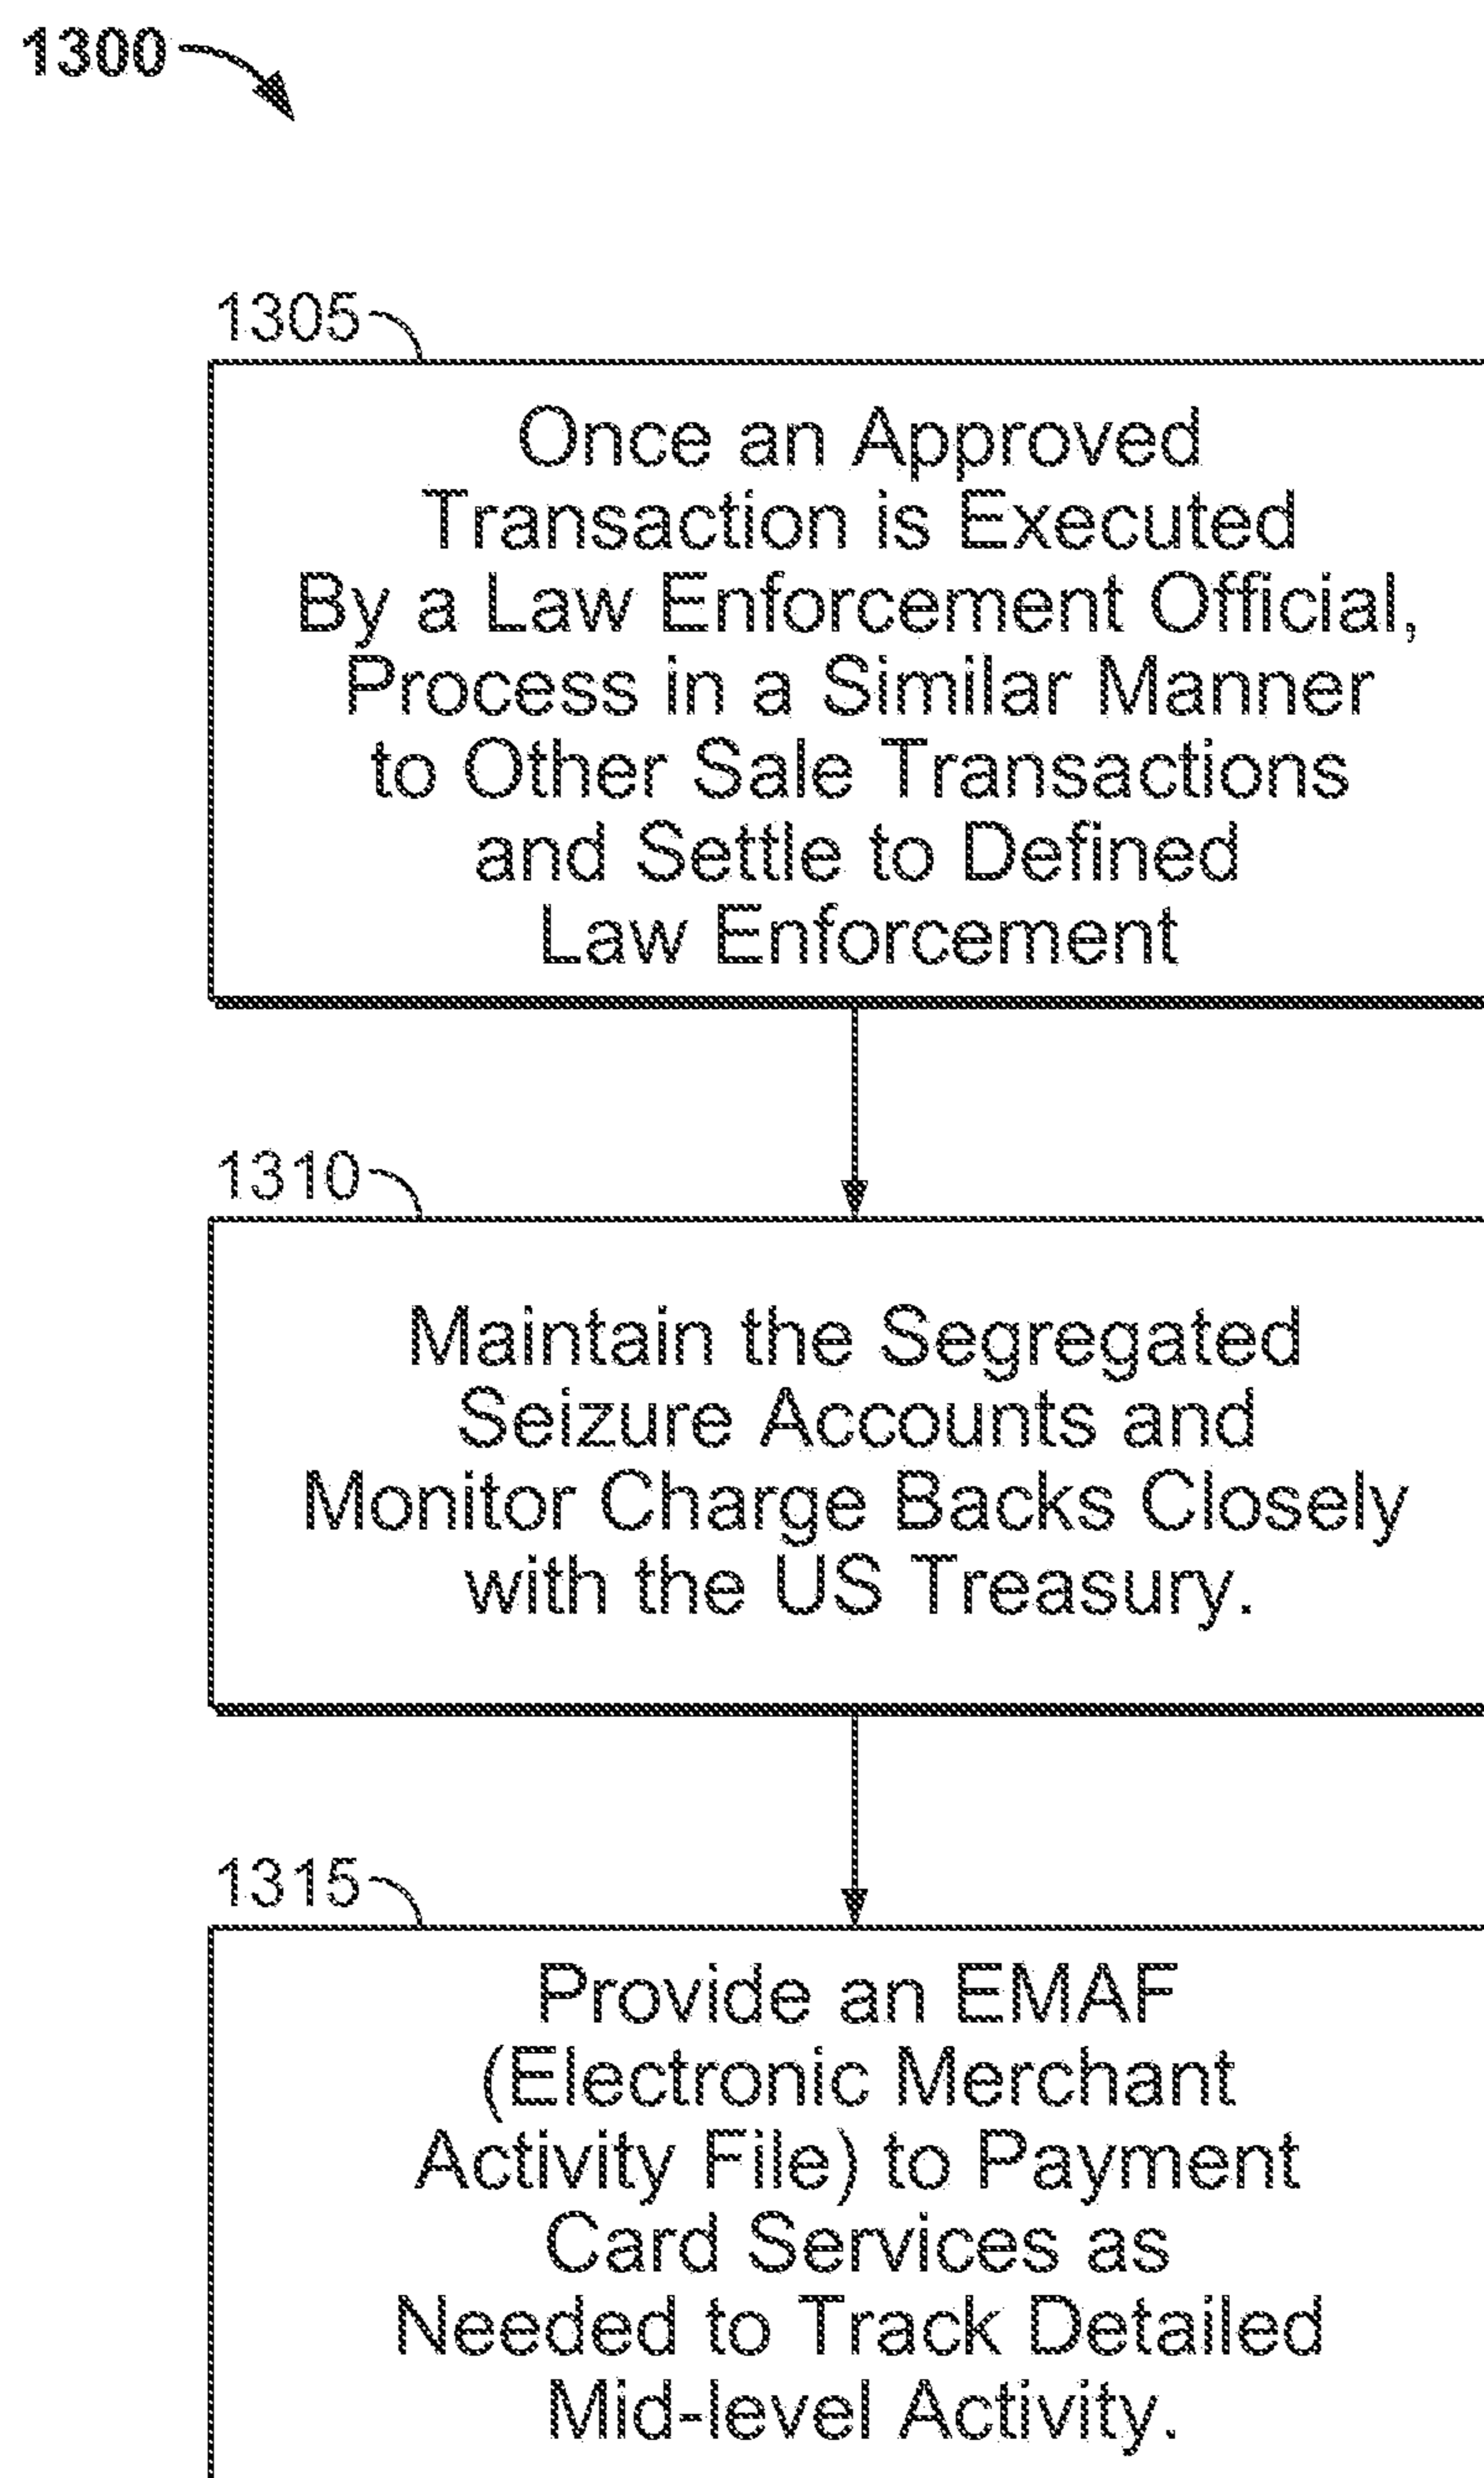 1300
1305
Once an Approved
Transaction is Executed
By a Law Enforcement Official,
Process in a Similar Manner
to Other Sale Transactions
and Settle to Defined
Law Enforcement
1310
Maintain the Segregated
Seizure Accounts and
Monitor Charge Backs Closely
with the US Treasury.
1315
Provide an EMAF
(Electronic Merchant
Activity File) to Payment
Card Services as
Needed to Track Detailed
Mid-level Activity.